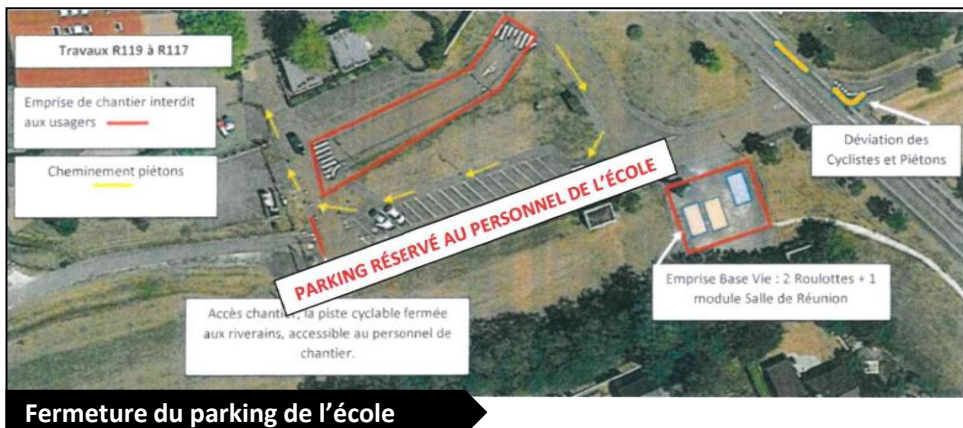 Travaux R119 à R117
Emprise de chantier interdit
aux usagers
Cheminement piétons
Déviation des
Cyclistes et Piétons
PARKING RÉSERVÉ AU PERSONNEL DE L'ÉCOLE
Emprise Base Vie : 2 Roulottes + 1
module Salle de Réunion
Accès chantier, la piste cyclable fermée
aux riverains, accessible au personnel de
chantier.
Fermeture du parking de l'école